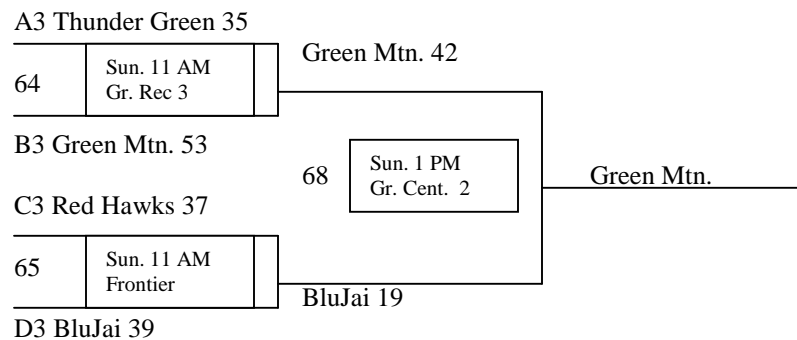 A3 Thunder Green 35
64
Sun. 11 AM
Gr. Rec 3
B3 Green Mtn. 53
C3 Red Hawks 37
65
Sun. 11 AM
Frontier
D3 BluJai 39
Green Mtn. 42
68
Sun. 1 PM
Gr. Cent.  2
BluJai 19
Green Mtn.